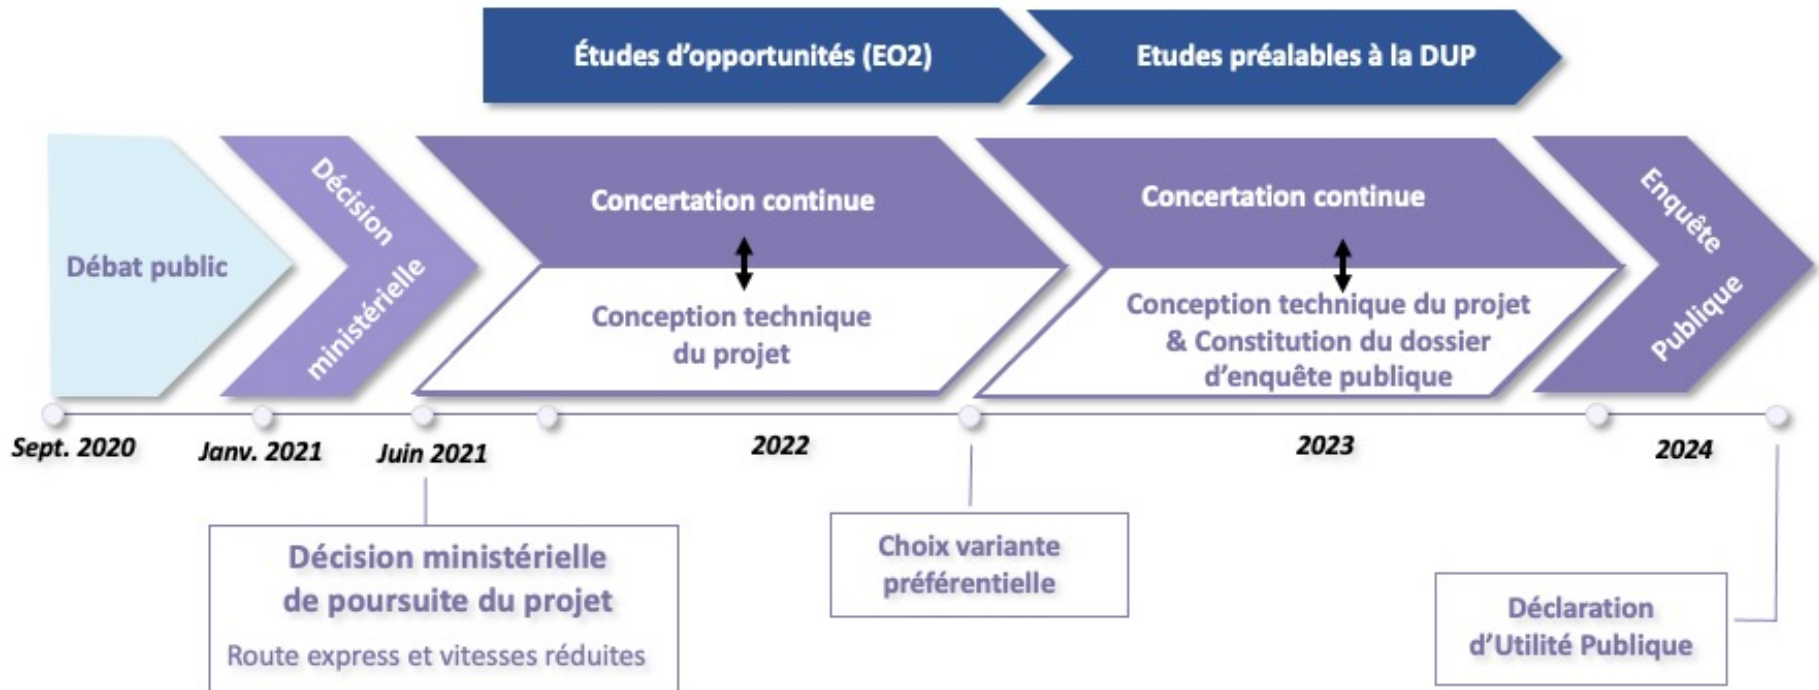 Études d'opportunités (EO2)
Etudes préalables à la DUP
Débat public
Décision
ministérielle
Concertation continue
Conception technique
du projet
Concertation continue
Conception technique du projet
& Constitution du dossier
d'enquête publique
Enquête
Publique
Sept. 2020
Janv. 2021
Juin 2021
2022
2023
2024
Décision ministérielle
de poursuite du projet
Route express et vitesses réduites
Choix variante
préférentielle
Déclaration
d'Utilité Publique